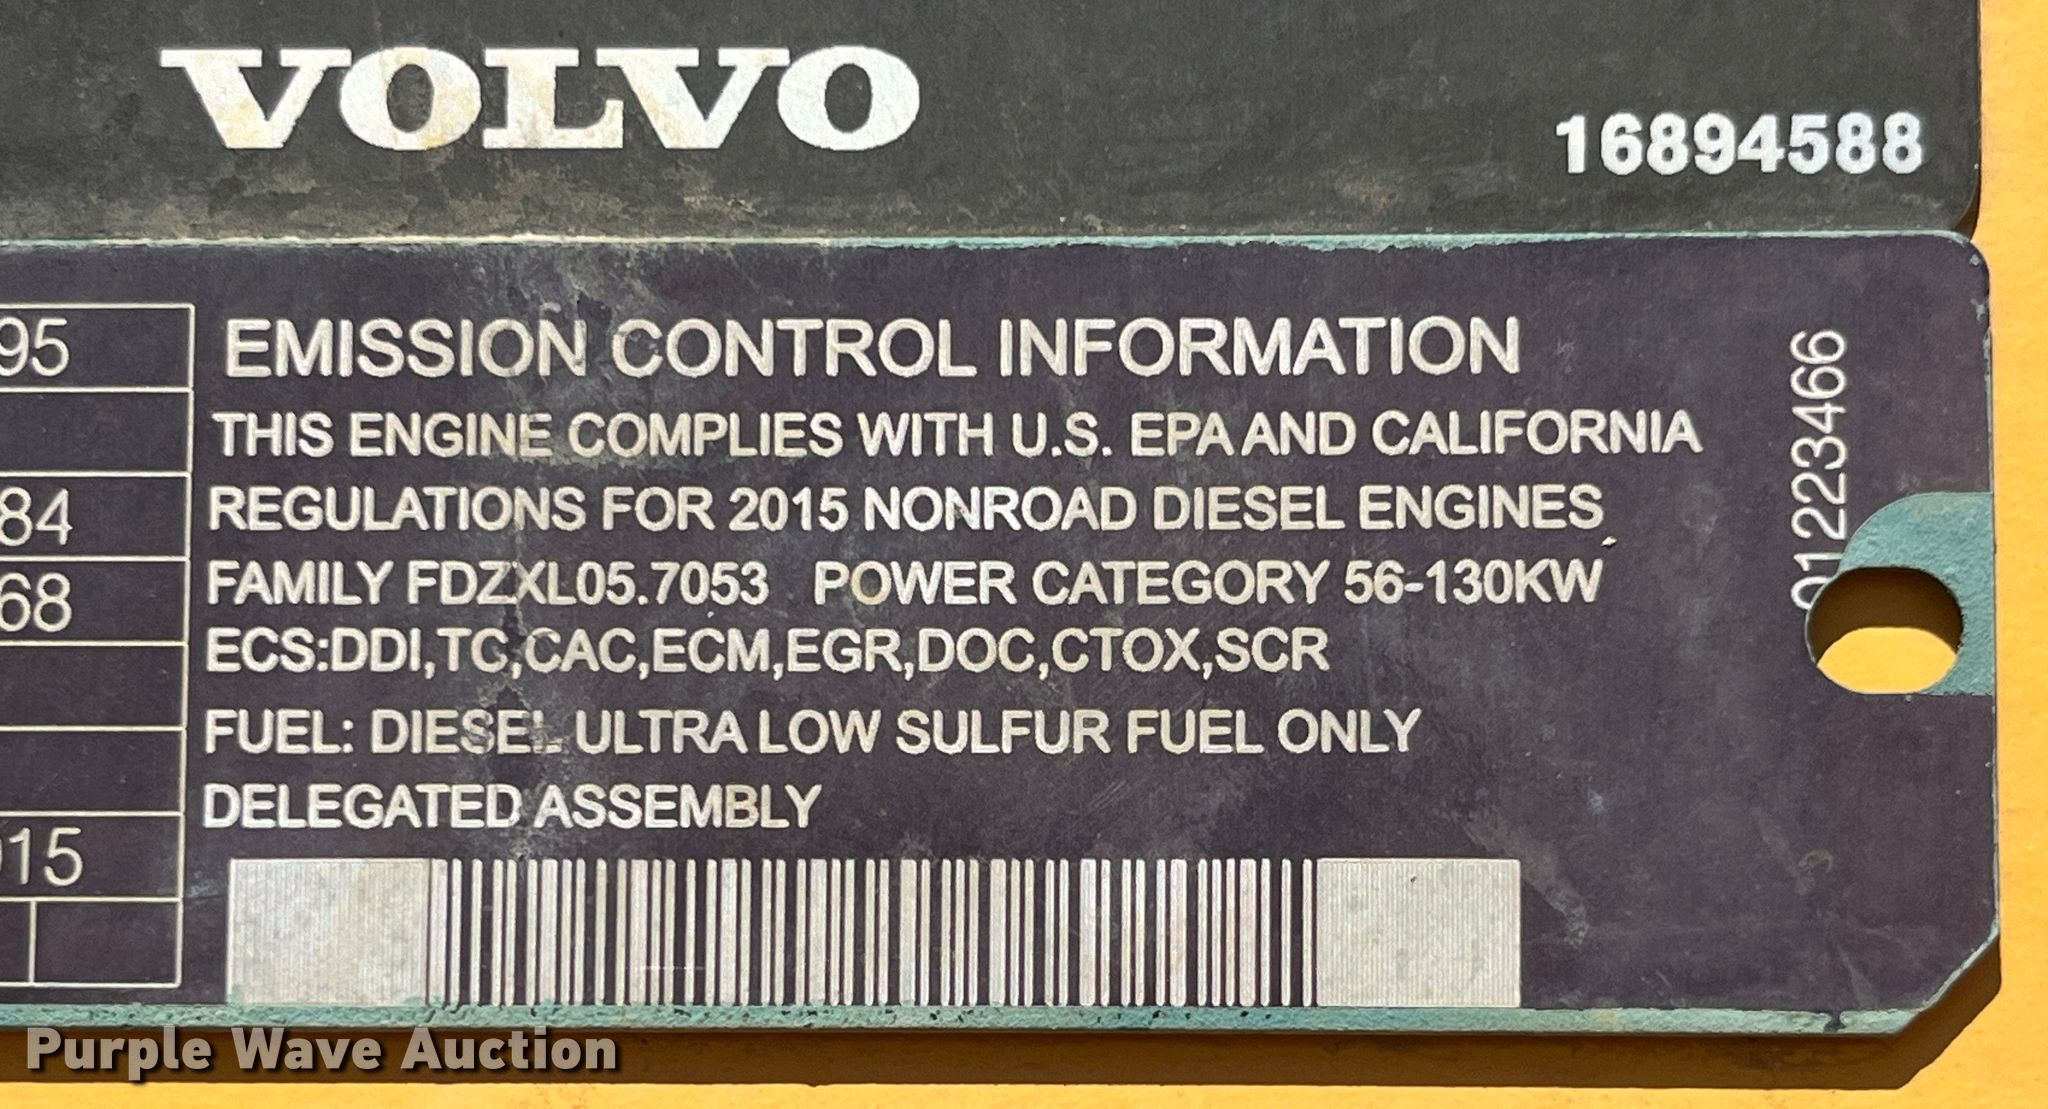 VOLVO
16894588
95
84
68
015
EMISSION CONTROL INFORMATION
THIS ENGINE COMPLIES WITH U.S. EPA AND CALIFORNIA
REGULATIONS FOR 2015 NONROAD DIESEL ENGINES
FAMILY FDZXL05.7053 POWER CATEGORY 56-130KW
ECS:DDI,TC,CAC,ECM,EGR,DOC,CTOX,SCR
FUEL: DIESEL ULTRA LOW SULFUR FUEL ONLY
DELEGATED ASSEMBLY
01223466
Purple Wave Auction